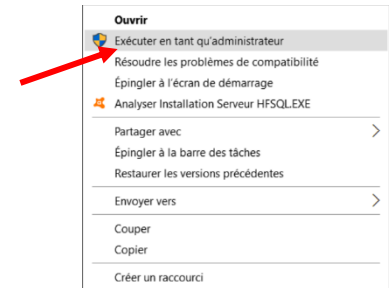 Ouvrir
Exécuter en tant qu'administrateur
Résoudre les problèmes de compatibilité
Épingler à l'écran de démarrage
Analyser Installation Serveur HFSQL.EXE
Partager avec
Épingler à la barre des tâches
Restaurer les versions précédentes
Envoyer vers
Couper
Copier
Créer un raccourci